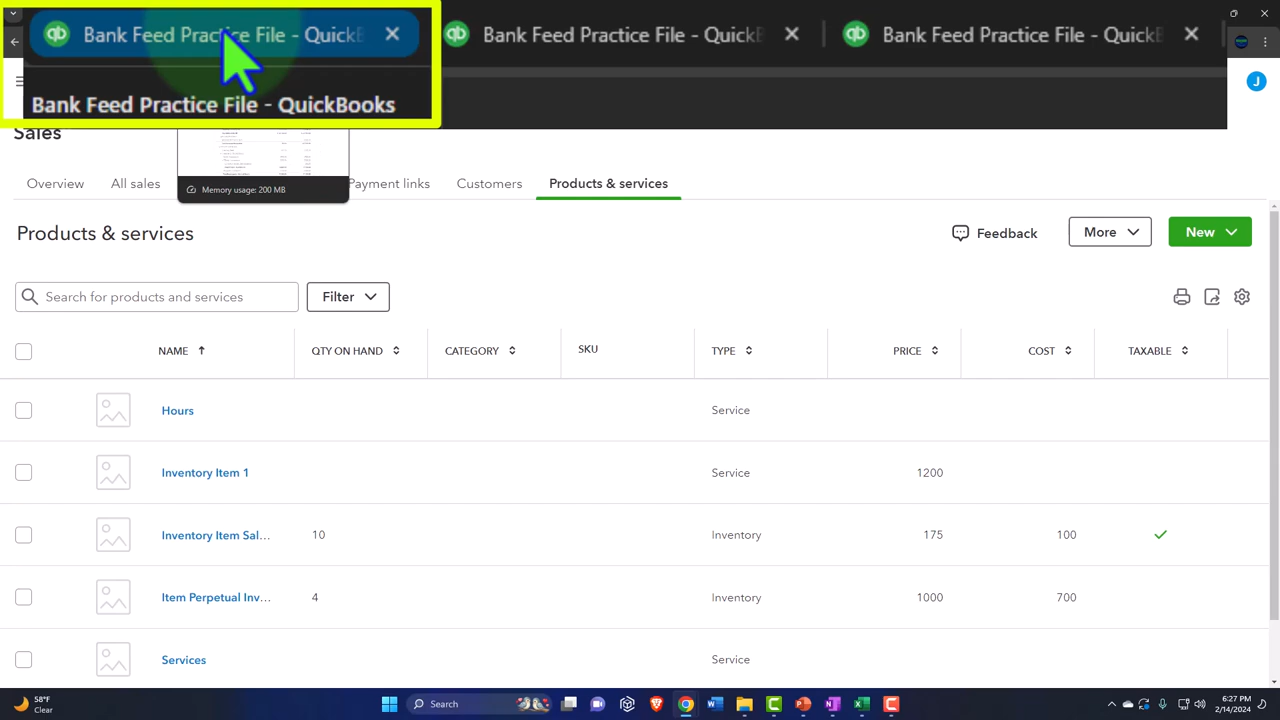 Bank Feed Practice File - QuickB
Bank Feed Practice File - QuickB
Bank Feed Practice File - QuickB
Bank Feed Practice File - QuickBooks
J
Sales
Memory usage: 200 MB
Overview
All sales
Payment links
Customers
Products & services
Products & services
Feedback
More
New
Search for products and services
Filter
NAME
QTY ON HAND
CATEGORY
SKU
TYPE
PRICE
COST
TAXABLE
Hours Service
Inventory Item 1 Service 1200
Inventory Item Sal... 10 Inventory 175 100
Item Perpetual Inv... 4 Inventory 1000 700
Services Service
58°F
Clear
Search
6:27 PM
2/14/2024